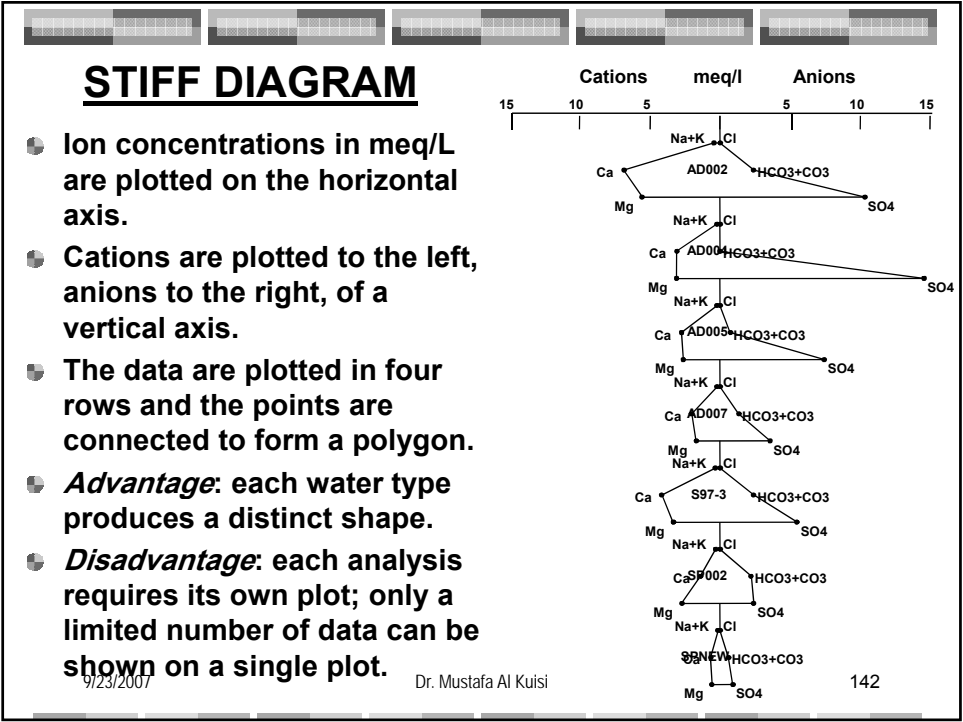 STIFF DIAGRAM
Ion concentrations in meq/L
are plotted on the horizontal
axis.
Cations are plotted to the left,
anions to the right, of a
vertical axis.
The data are plotted in four
rows and the points are
connected to form a polygon.
Advantage: each water type
produces a distinct shape.
Disadvantage: each analysis
requires its own plot; only a
limited number of data can be
shown on a single plot.
Cations meq/l Anions
15 10 5 5 10 15
Na+K Cl
Ca AD002 HCO3+CO3
Mg SO4
Na+K Cl
Ca AD004 HCO3+CO3
Mg SO4
Na+K Cl
Ca AD005 HCO3+CO3
Mg SO4
Na+K Cl
Ca AD007 HCO3+CO3
Mg SO4
Na+K Cl
Ca S97-3 HCO3+CO3
Mg SO4
Na+K Cl
Ca SP002 HCO3+CO3
Mg SO4
Na+K Cl
Ca SPNEW HCO3+CO3
Mg SO4
9/23/2007 Dr. Mustafa Al Kuisi 142